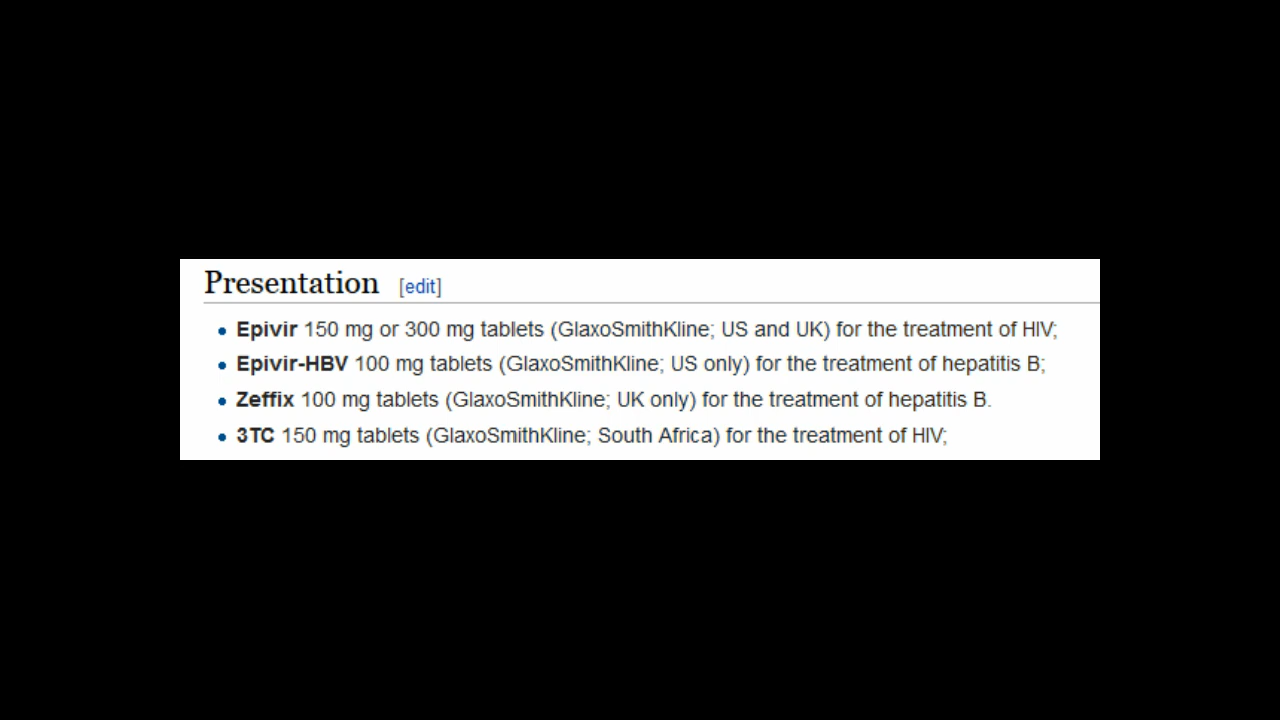 Presentation [edit]
Epivir 150 mg or 300 mg tablets (GlaxoSmithKline; US and UK) for the treatment of HIV;
Epivir-HBV 100 mg tablets (GlaxoSmithKline; US only) for the treatment of hepatitis B;
Zeffix 100 mg tablets (GlaxoSmithKline; UK only) for the treatment of hepatitis B.
3TC 150 mg tablets (GlaxoSmithKline; South Africa) for the treatment of HIV;